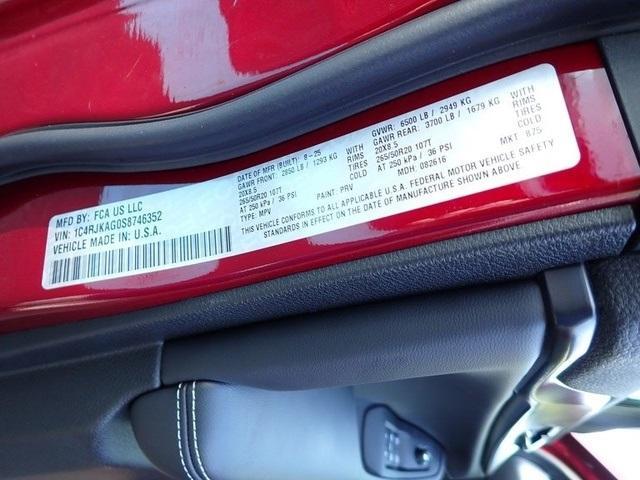 MFD BY: FCA US LLC
VIN: 1C4RJKAG0S8746352
VEHICLE MADE IN: U.S.A.
DATE OF MFR (BUILT): 8-25
GAWR FRONT: 2850 LB / 1293 KG WITH
20X8.5 RIMS
265/50R20 107T TIRES
AT 250 kPa / 36 PSI COLD
TYPE: MPV PAINT: PRV
GVWR: 6500 LB / 2949 KG
GAWR REAR: 3700 LB / 1679 KG WITH
20X8.5 RIMS
265/50R20 107T TIRES
AT 250 kPa / 36 PSI COLD
MDH: 082616 MKT: B75
THIS VEHICLE CONFORMS TO ALL APPLICABLE U.S.A. FEDERAL MOTOR VEHICLE SAFETY
STANDARDS IN EFFECT ON THE DATE OF MANUFACTURE SHOWN ABOVE